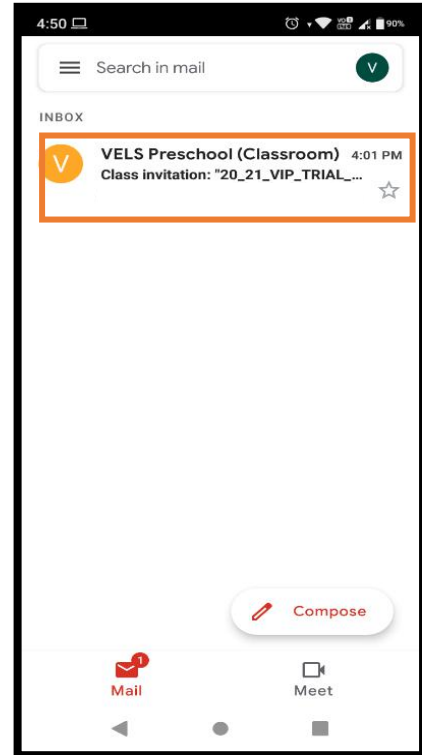 4:50 90%
Search in mail V
INBOX
V VELS Preschool (Classroom) 4:01 PM
Class invitation: "20_21_VIP_TRIAL_...
Compose
1
Mail Meet